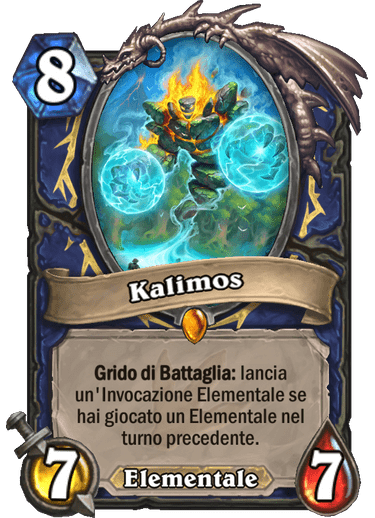 8
Kalimos
Grido di Battaglia: lancia
un'Invocazione Elementale se
hai giocato un Elementale nel
turno precedente.
7
Elementale
7